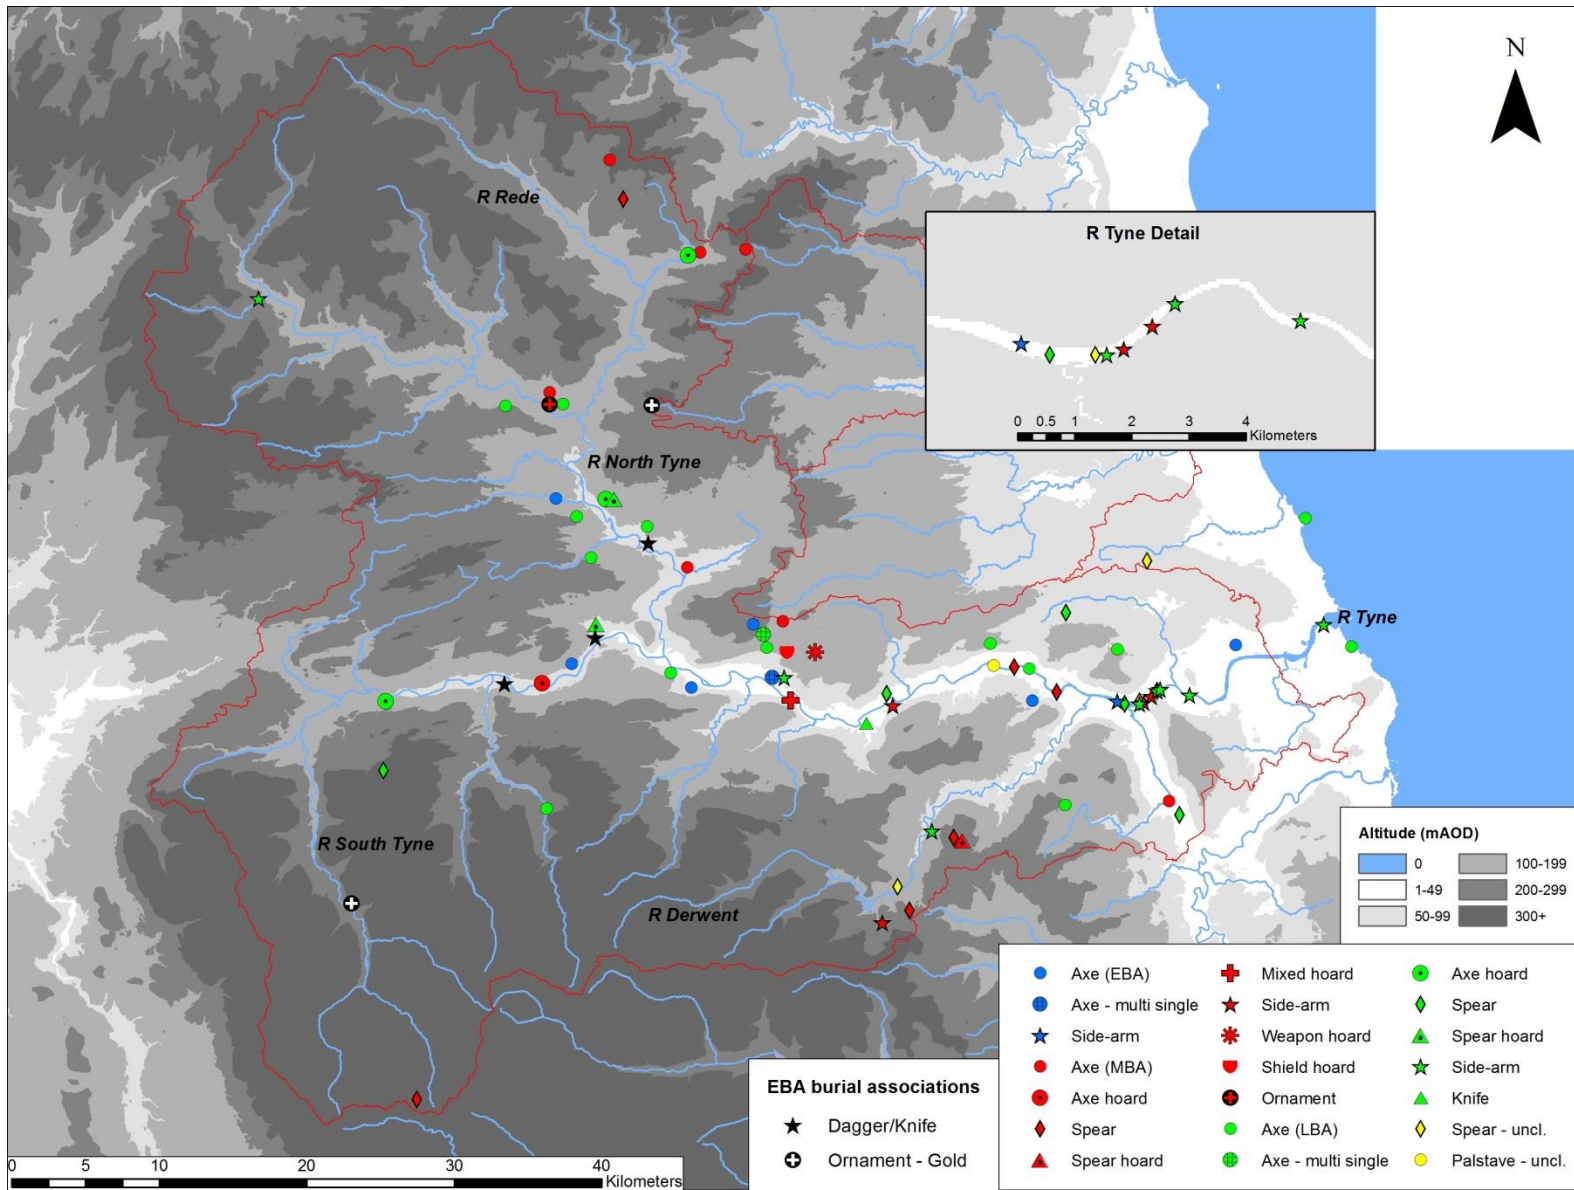 N
R Rede
R Tyne Detail
0 0.5 1 2 3 4
Kilometers
R North Tyne
R Tyne
R South Tyne
R Derwent
Altitude (mAOD)
0 100-199
1-49 200-299
50-99 300+
Axe (EBA) Mixed hoard Axe hoard
Axe - multi single Side-arm Spear
Side-arm Weapon hoard Spear hoard
Axe (MBA) Shield hoard Side-arm
Axe hoard Ornament Knife
Spear Axe (LBA) Spear - uncl.
Spear hoard Axe - multi single Palstave - uncl.
EBA burial associations
Dagger/Knife
Ornament - Gold
0 5 10 20 30 40
Kilometers